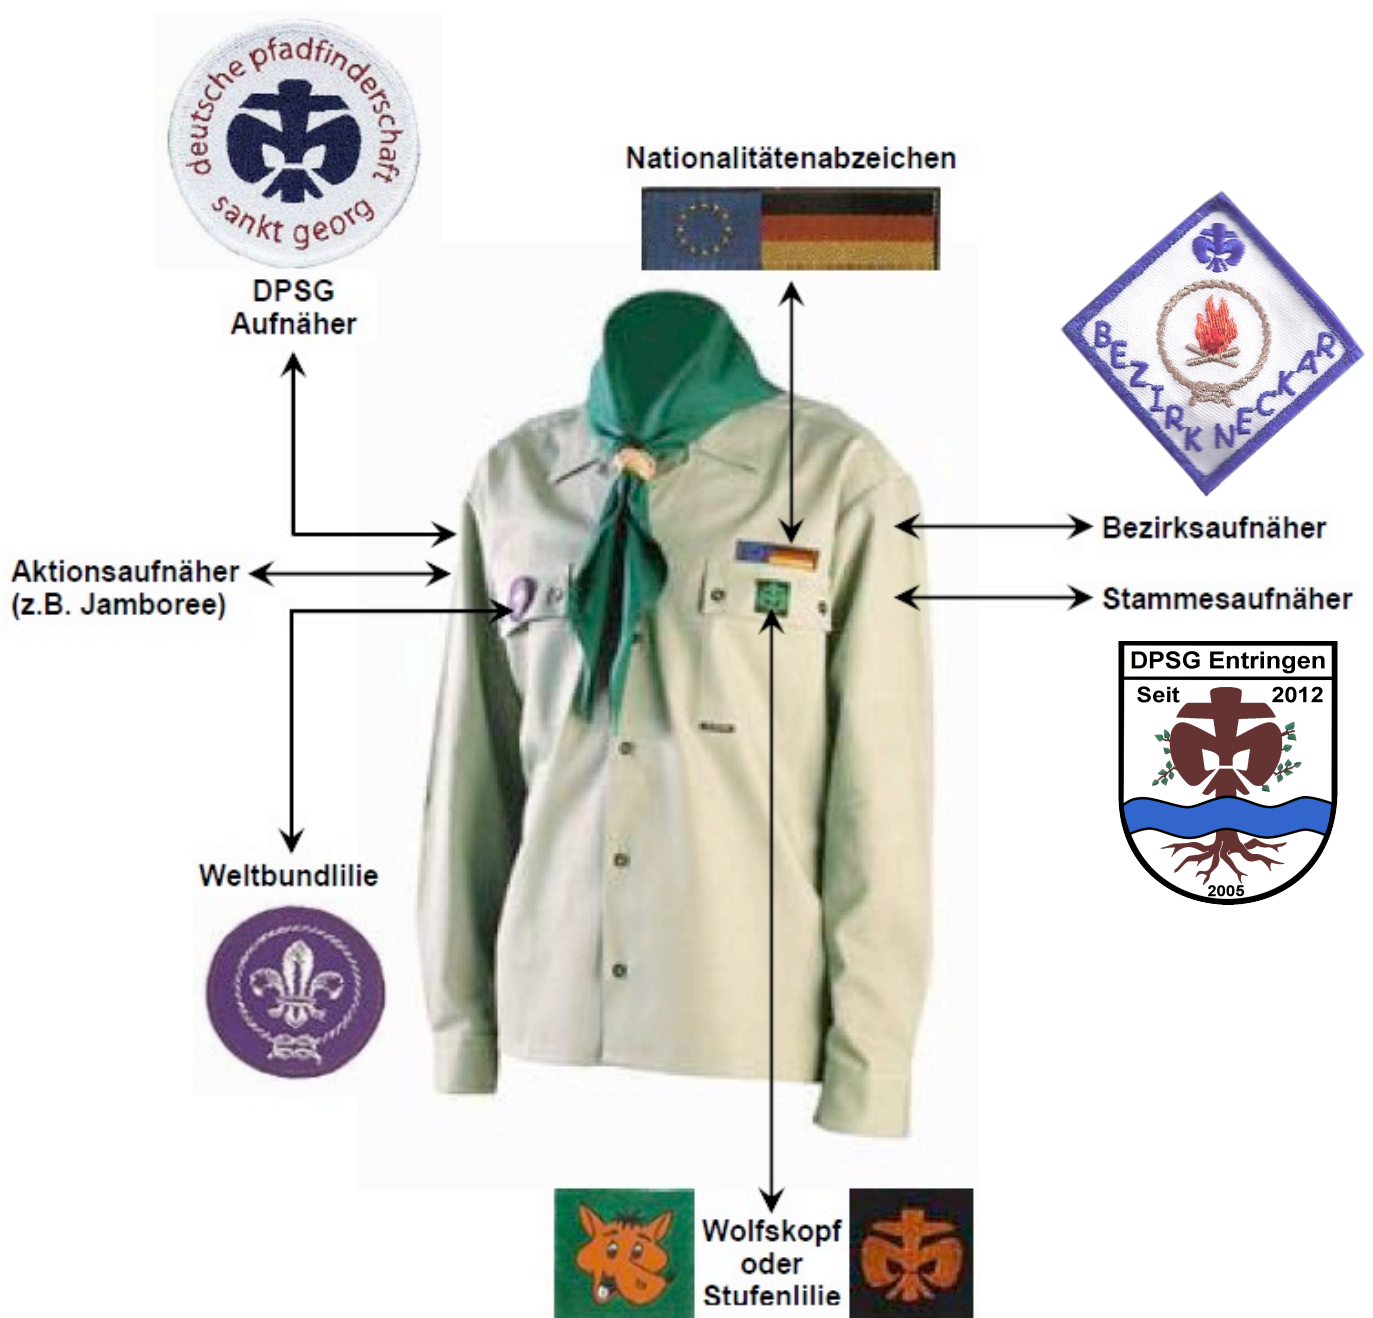 deutsche pfadfinderschaft
sankt georg
DPSG
Aufnäher
Nationalitätenabzeichen
BEZIRK NECKAR
Bezirksaufnäher
Aktionsaufnäher
(z.B. Jamboree)
Stammesaufnäher
DPSG Entringen
Seit 2012
2005
Weltbundlilie
Wolfskopf
oder
Stufenlilie